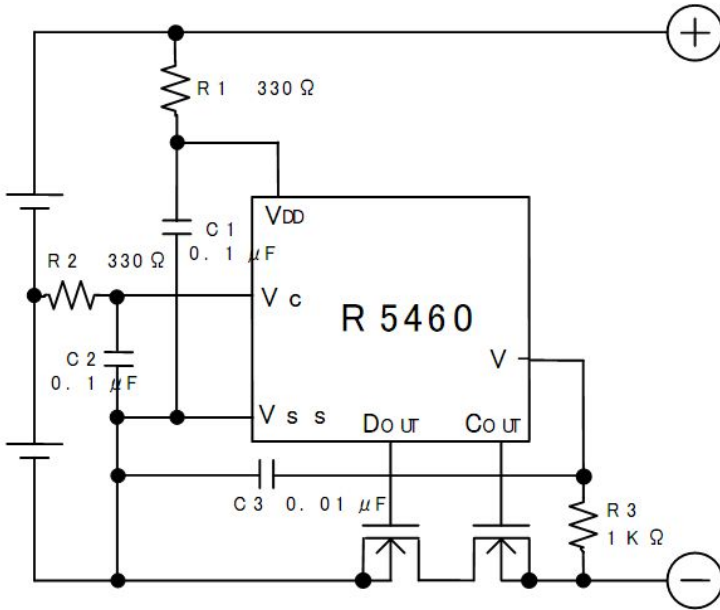 +
R1 330Ω
VDD
C1
0.1 μF
R2 330Ω
Vc
R5460
C2
0.1 μF
V-
Vss
DOUT
COUT
C3 0.01 μF
R3
1KΩ
-